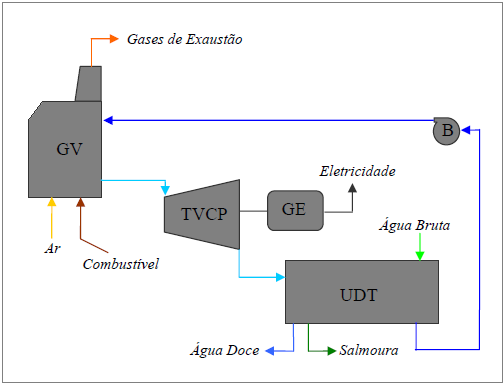 Gases de Exaustão
B
GV
Eletricidade
TVCP
GE
Água Bruta
Ar
Combustível
UDT
Água Doce
Salmoura